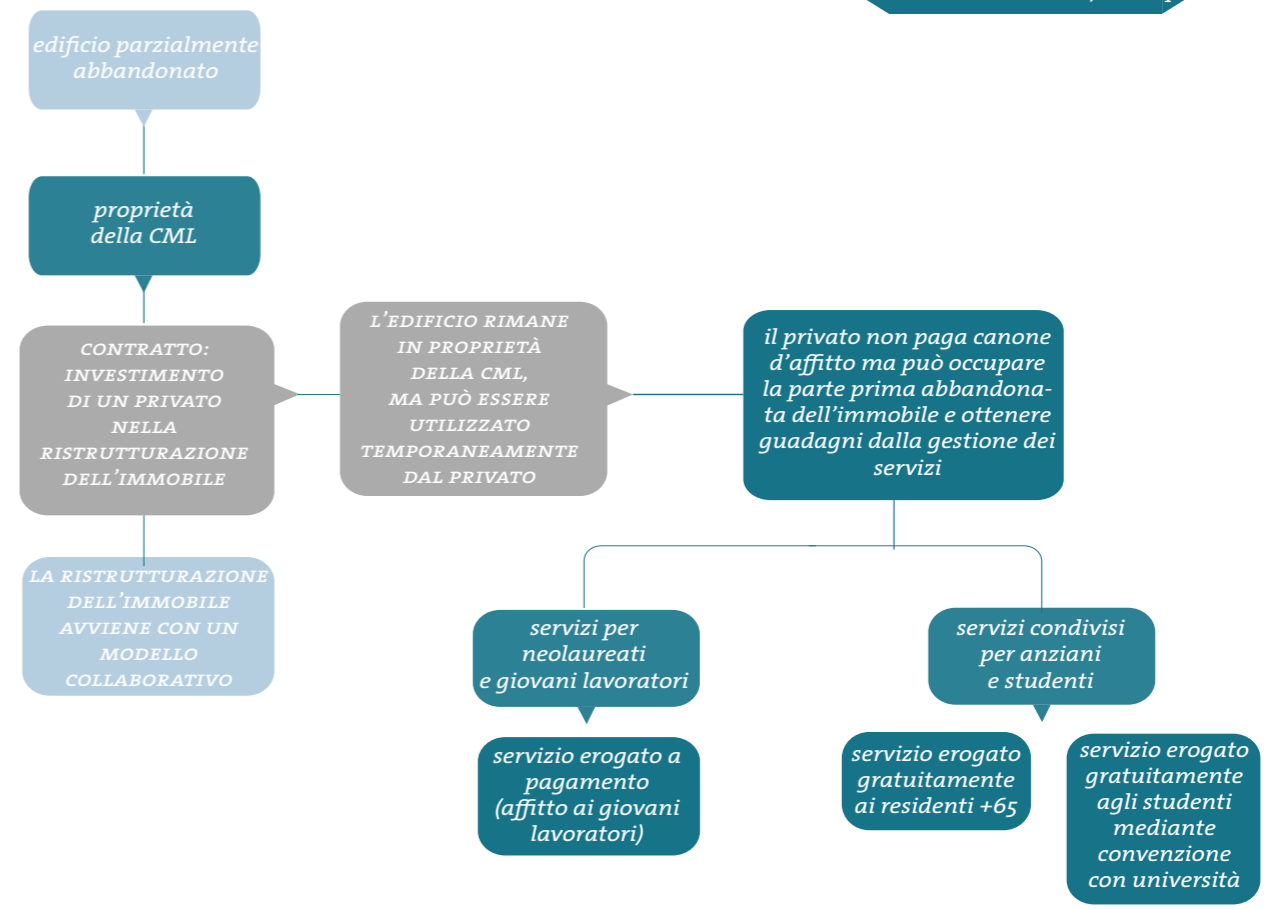 edificio parzialmente
abbandonato
proprietà
della CML
CONTRATTO:
INVESTIMENTO
DI UN PRIVATO
NELLA
RISTRUTTURAZIONE
DELL'IMMOBILE
L'EDIFICIO RIMANE
IN PROPRIETÀ
DELLA CML,
MA PUÒ ESSERE
UTILIZZATO
TEMPORANEAMENTE
DAL PRIVATO
il privato non paga canone
d'affitto ma può occupare
la parte prima abbandona-
ta dell'immobile e ottenere
guadagni dalla gestione dei
servizi
LA RISTRUTTURAZIONE
DELL'IMMOBILE
AVVIENE CON UN
MODELLO
COLLABORATIVO
servizi per
neolaureati
e giovani lavoratori
servizio erogato a
pagamento
(affitto ai giovani
lavoratori)
servizi condivisi
per anziani
e studenti
servizio erogato
gratuitamente
ai residenti +65
servizio erogato
gratuitamente
agli studenti
mediante
convenzione
con università